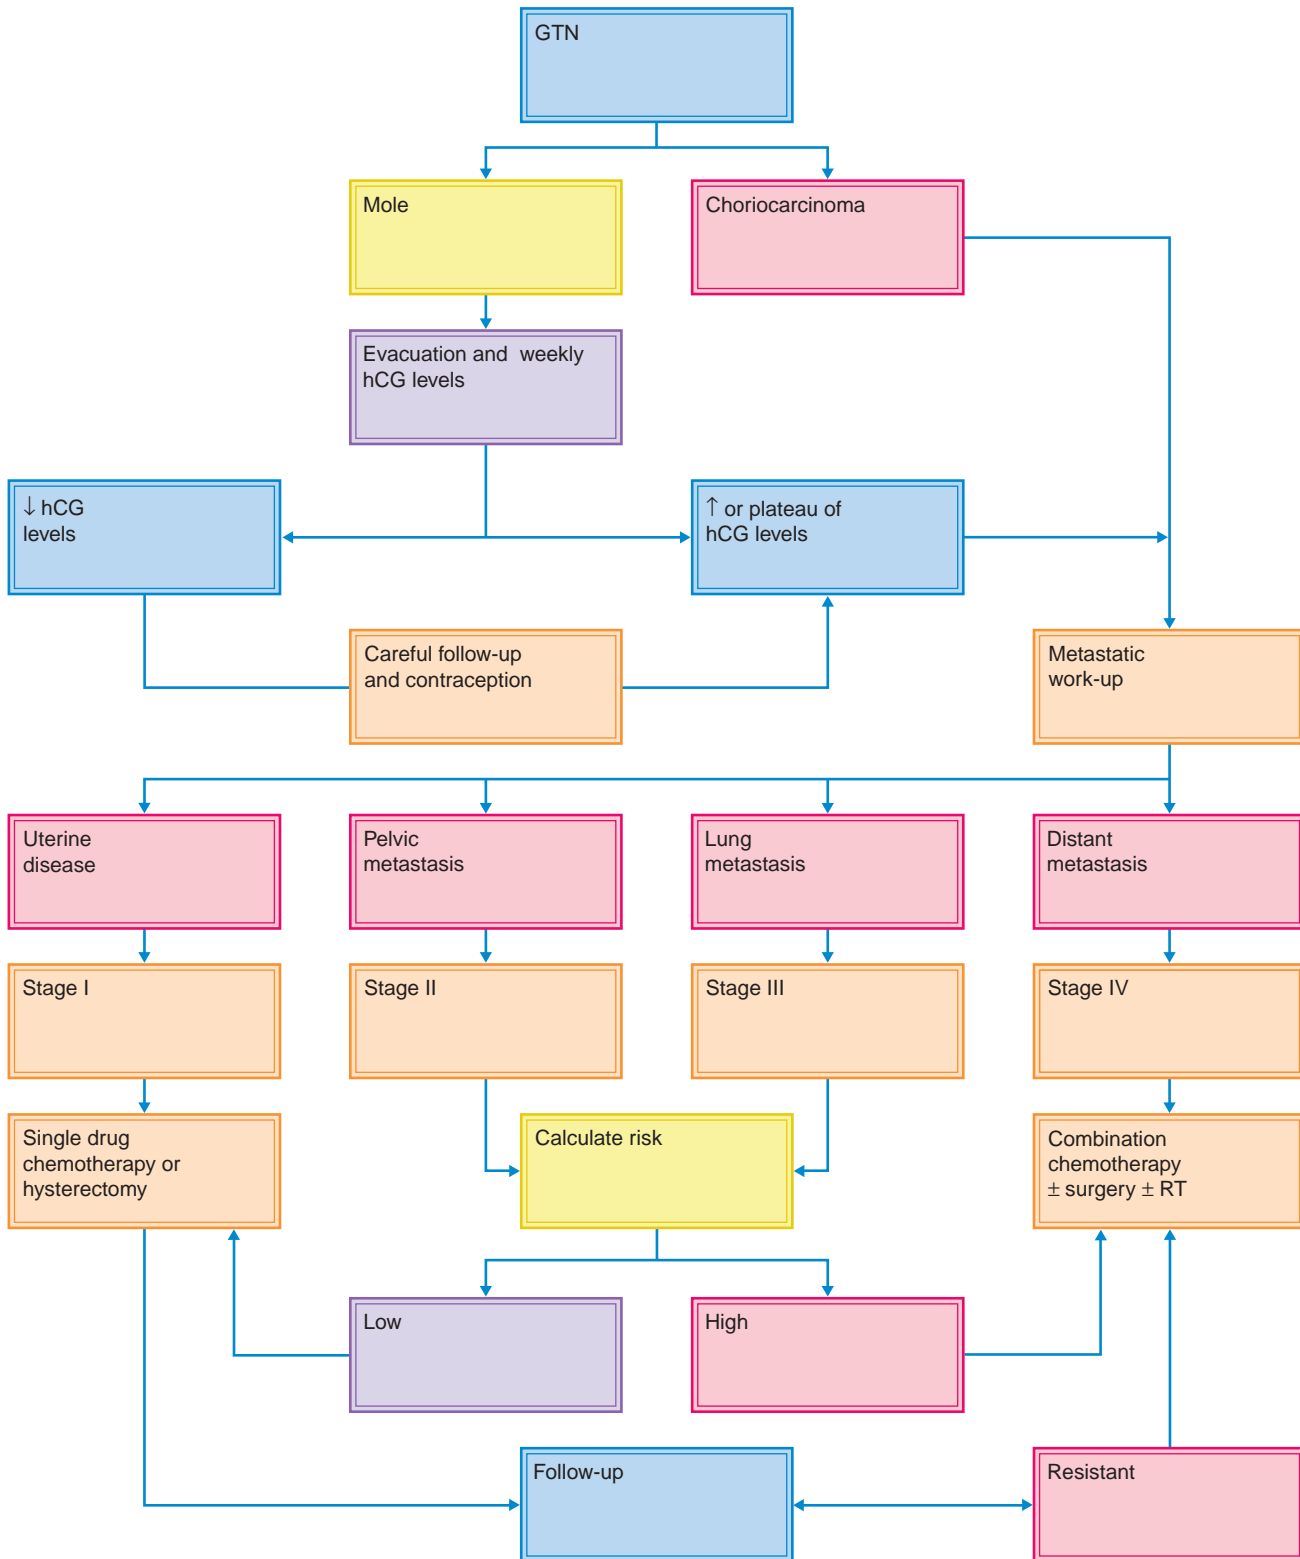 GTN
Mole
Choriocarcinoma
Evacuation and weekly
hCG levels
↓ hCG
levels
↑ or plateau of
hCG levels
Careful follow-up
and contraception
Metastatic
work-up
Uterine
disease
Pelvic
metastasis
Lung
metastasis
Distant
metastasis
Stage I
Stage II
Stage III
Stage IV
Single drug
chemotherapy or
hysterectomy
Calculate risk
Combination
chemotherapy
± surgery ± RT
Low
High
Follow-up
Resistant